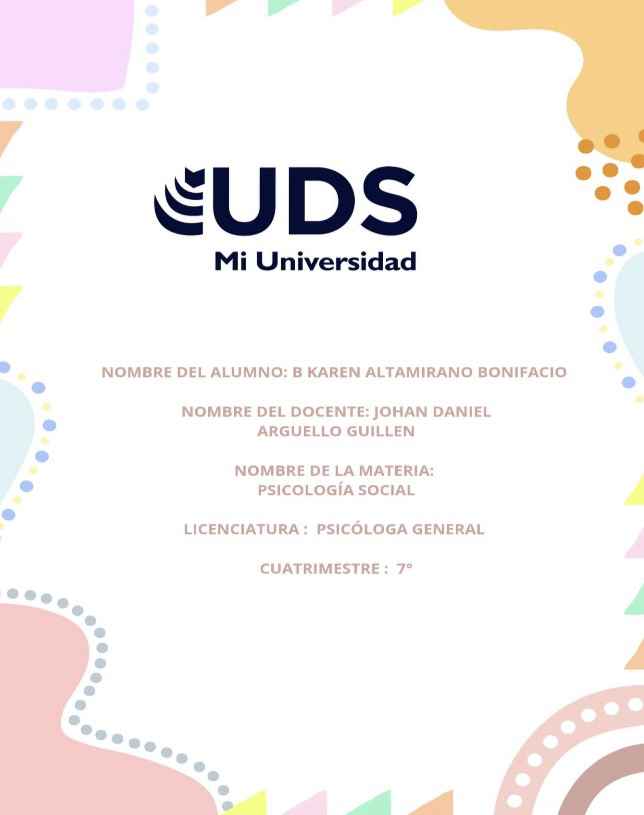 UDS
Mi Universidad
NOMBRE DEL ALUMNO: B KAREN ALTAMIRANO BONIFACIO
NOMBRE DEL DOCENTE: JOHAN DANIEL
ARGUELLO GUILLEN
NOMBRE DE LA MATERIA:
PSICOLOGÍA SOCIAL
LICENCIATURA : PSICÓLOGA GENERAL
CUATRIMESTRE : 7°